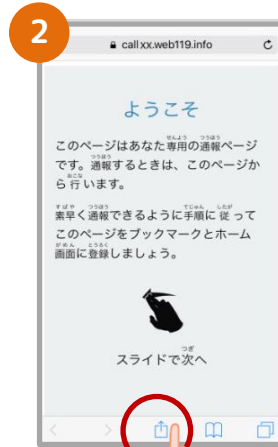 2
callxx.web119.info
ようこそ
このページはあなた専用の通報ページ
です。通報するときは、このページか
ら行います。
素早く通報できるように手順に従って
このページをブックマークとホーム
画面に登録しましょう。
スライドで次へ